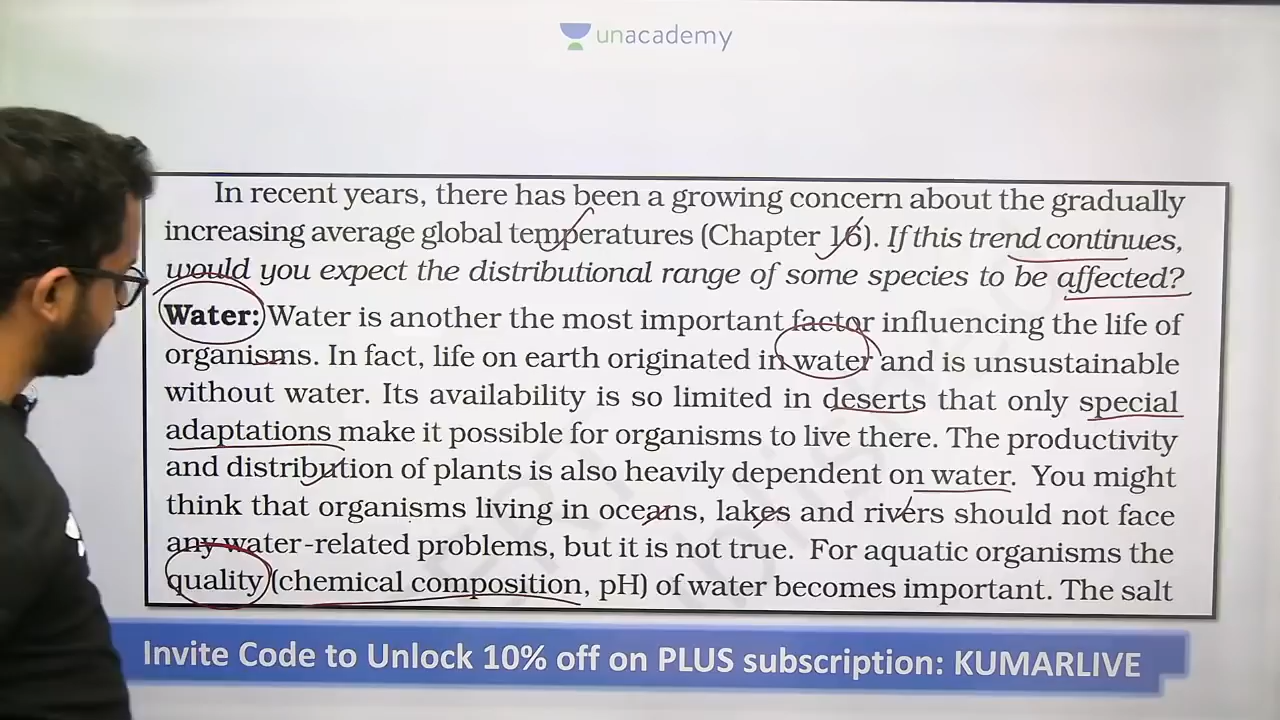 unacademy
In recent years, there has been a growing concern about the gradually
increasing average global temperatures (Chapter 16). If this trend continues,
would you expect the distributional range of some species to be affected?
Water: Water is another the most important factor influencing the life of
organisms. In fact, life on earth originated in water and is unsustainable
without water. Its availability is so limited in deserts that only special
adaptations make it possible for organisms to live there. The productivity
and distribution of plants is also heavily dependent on water. You might
think that organisms living in oceans, lakes and rivers should not face
any water-related problems, but it is not true. For aquatic organisms the
quality (chemical composition, pH) of water becomes important. The salt
Invite Code to Unlock 10% off on PLUS subscription: KUMARLIVE